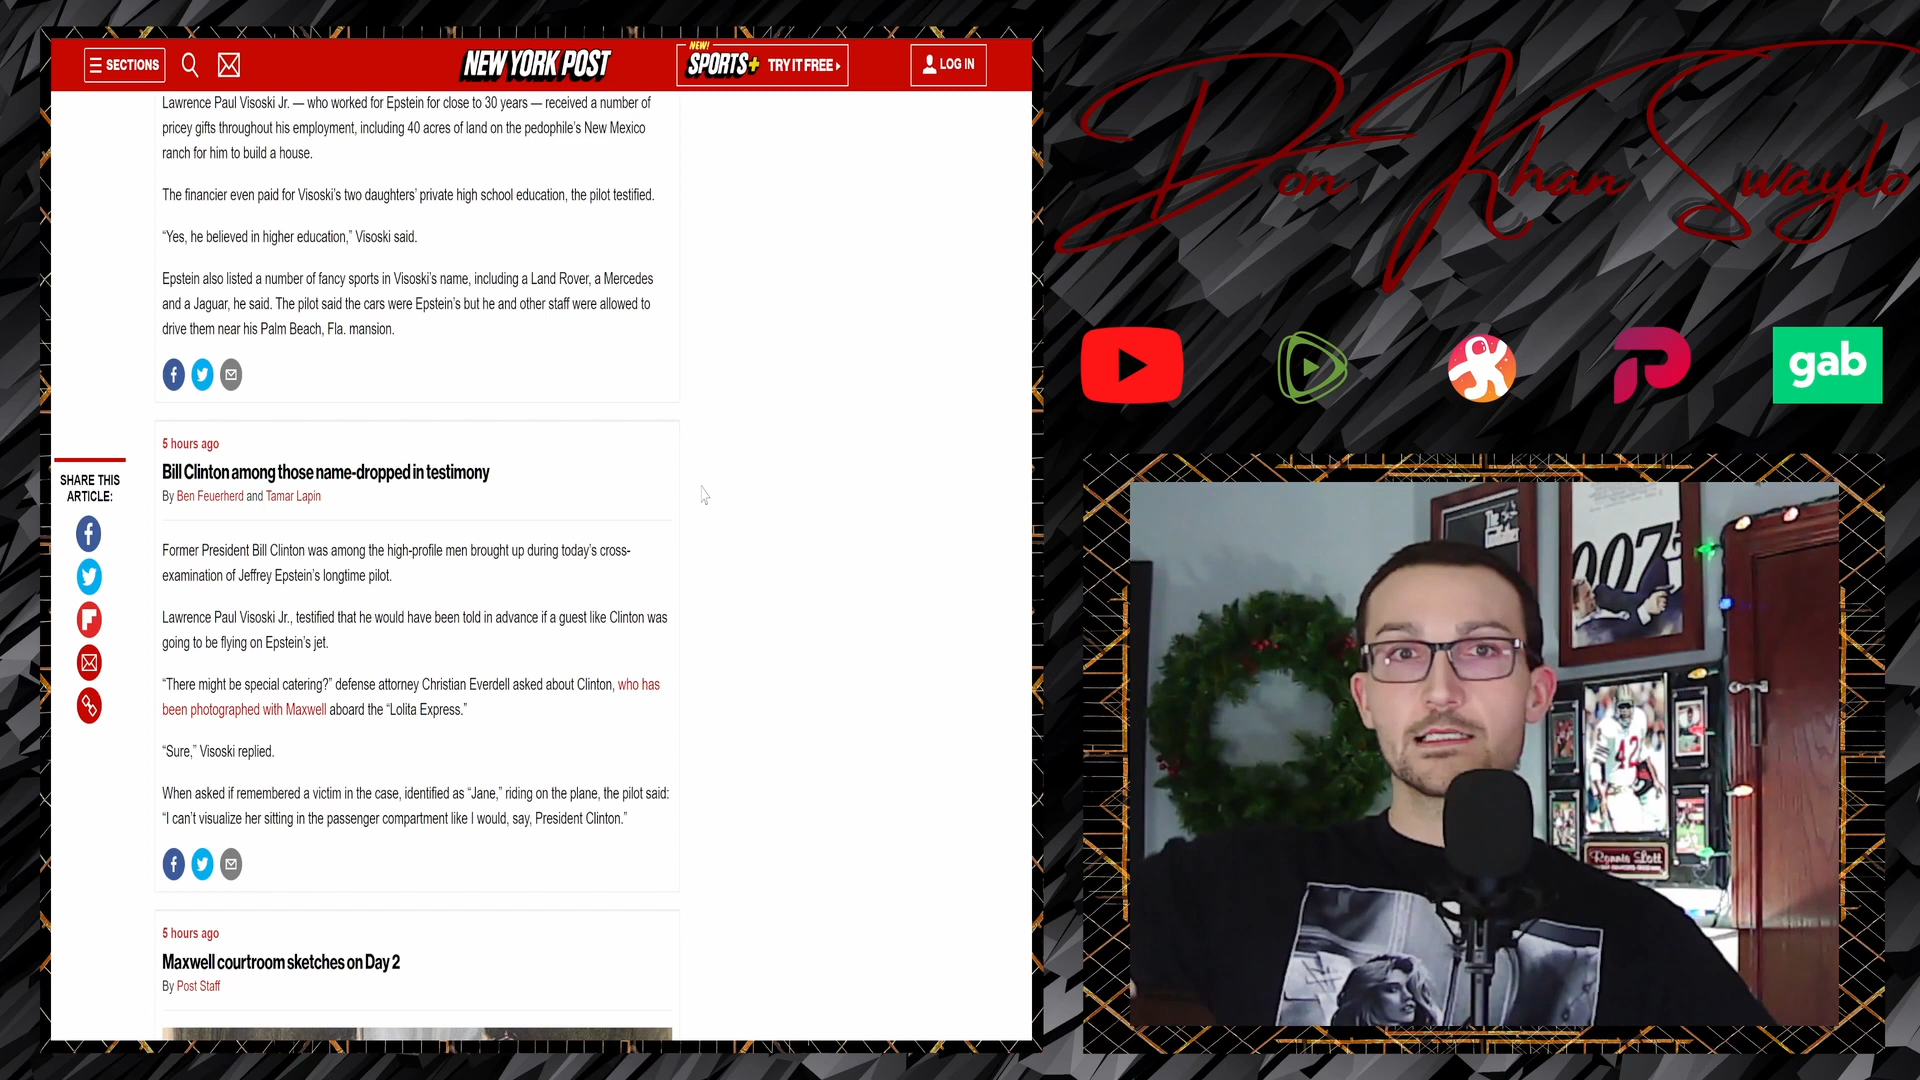 SECTIONS
NEW YORK POST
NEW!
SPORTS+ TRY IT FREE
LOG IN
Lawrence Paul Visoski Jr. — who worked for Epstein for close to 30 years — received a number of
pricey gifts throughout his employment, including 40 acres of land on the pedophile’s New Mexico
ranch for him to build a house.
The financier even paid for Visoski’s two daughters’ private high school education, the pilot testified.
“Yes, he believed in higher education,” Visoski said.
Epstein also listed a number of fancy sports in Visoski’s name, including a Land Rover, a Mercedes
and a Jaguar, he said. The pilot said the cars were Epstein’s but he and other staff were allowed to
drive them near his Palm Beach, Fla. mansion.
SHARE THIS
ARTICLE:
5 hours ago
Bill Clinton among those name-dropped in testimony
By Ben Feuerherd and Tamar Lapin
Former President Bill Clinton was among the high-profile men brought up during today’s cross-
examination of Jeffrey Epstein’s longtime pilot.
Lawrence Paul Visoski Jr., testified that he would have been told in advance if a guest like Clinton was
going to be flying on Epstein’s jet.
“There might be special catering?” defense attorney Christian Everdell asked about Clinton, who has
been photographed with Maxwell aboard the “Lolita Express.”
“Sure,” Visoski replied.
When asked if remembered a victim in the case, identified as “Jane,” riding on the plane, the pilot said:
“I can’t visualize her sitting in the passenger compartment like I would, say, President Clinton.”
5 hours ago
Maxwell courtroom sketches on Day 2
By Post Staff
Don Khan Swaylo
gab
007
42
Ronnie Lott